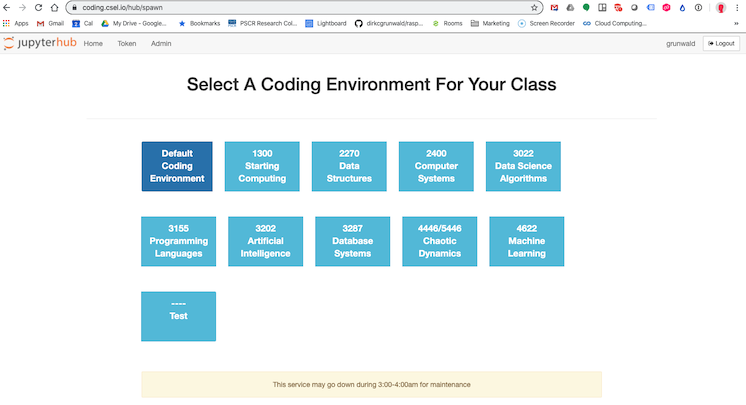 coding.csel.io/hub/spawn
Apps Gmail Cal My Drive - Google... Bookmarks PSCR Research Col... Lightboard dirkcgrunwald/rasp... Rooms Marketing Screen Recorder Cloud Computing... »
jupyterhub Home Token Admin grunwald Logout
Select A Coding Environment For Your Class
Default
Coding
Environment
1300
Starting
Computing
2270
Data
Structures
2400
Computer
Systems
3022
Data Science
Algorithms
3155
Programming
Languages
3202
Artificial
Intelligence
3287
Database
Systems
4446/5446
Chaotic
Dynamics
4622
Machine
Learning
----
Test
This service may go down during 3:00-4:00am for maintenance